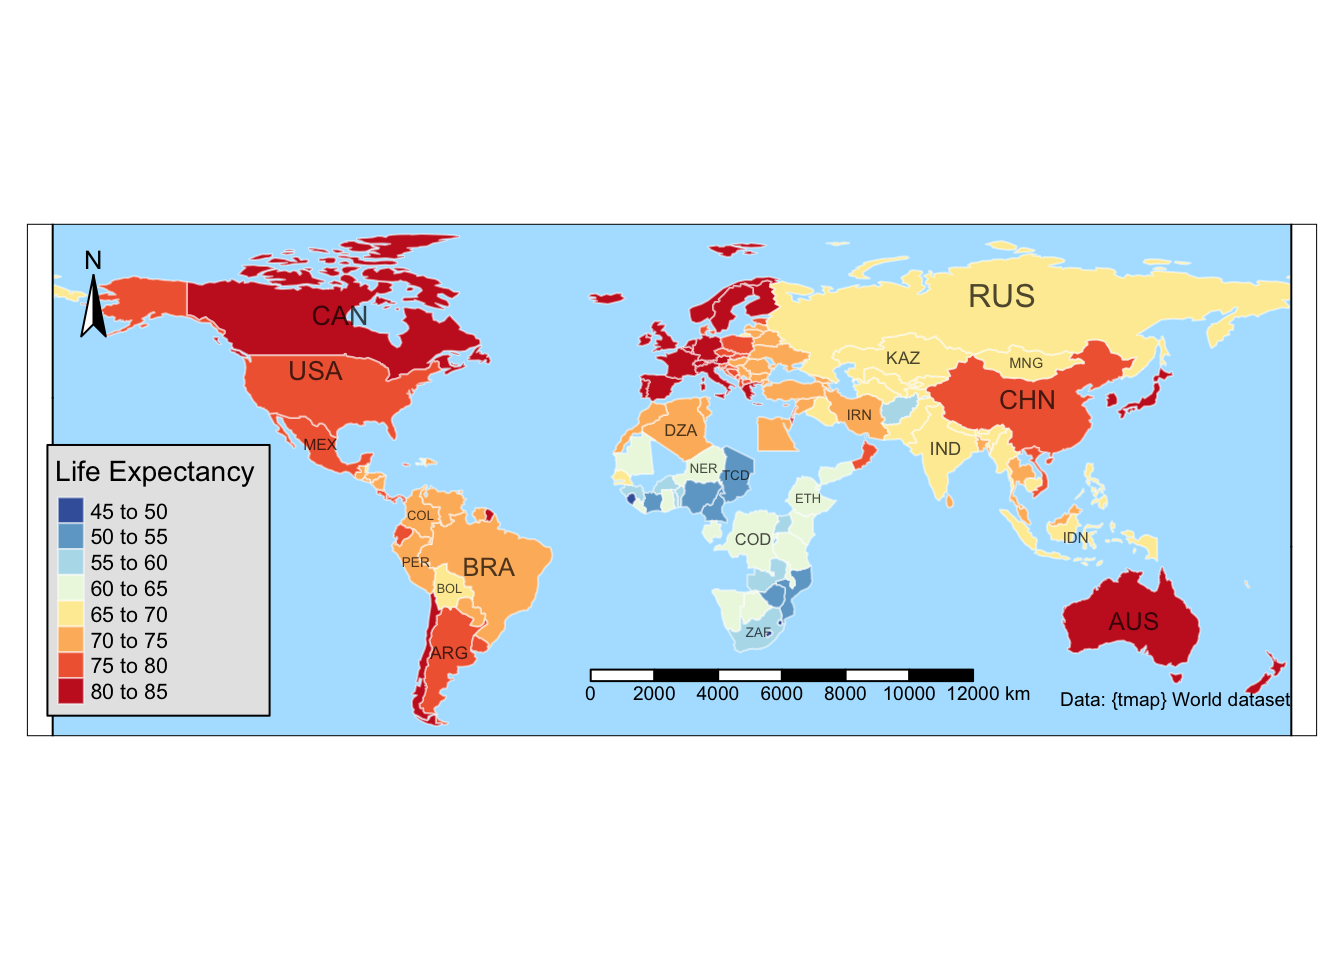 N
CAN
RUS
USA
KAZ
MNG
CHN
MEX
DZA
IRN
IND
NER
TCD
ETH
COL
COD
IDN
PER
BRA
BOL
AUS
ZAF
ARG
Life Expectancy
45 to 50
50 to 55
55 to 60
60 to 65
65 to 70
70 to 75
75 to 80
80 to 85
0 2000 4000 6000 8000 10000 12000 km
Data: {tmap} World dataset